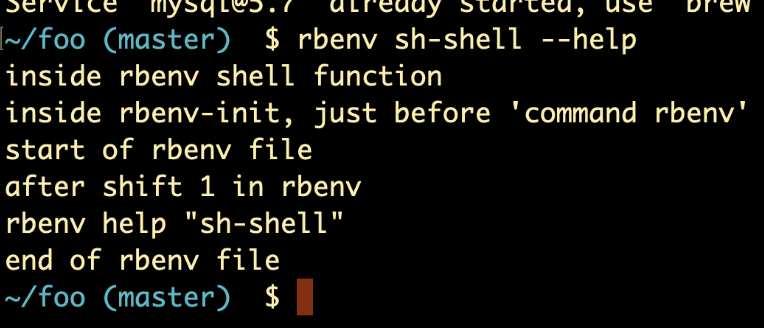 Service `mysql@5.7` already started, use `brew
~/foo (master)  $ rbenv sh-shell --help
inside rbenv shell function
inside rbenv-init, just before 'command rbenv'
start of rbenv file
after shift 1 in rbenv
rbenv help "sh-shell"
end of rbenv file
~/foo (master)  $